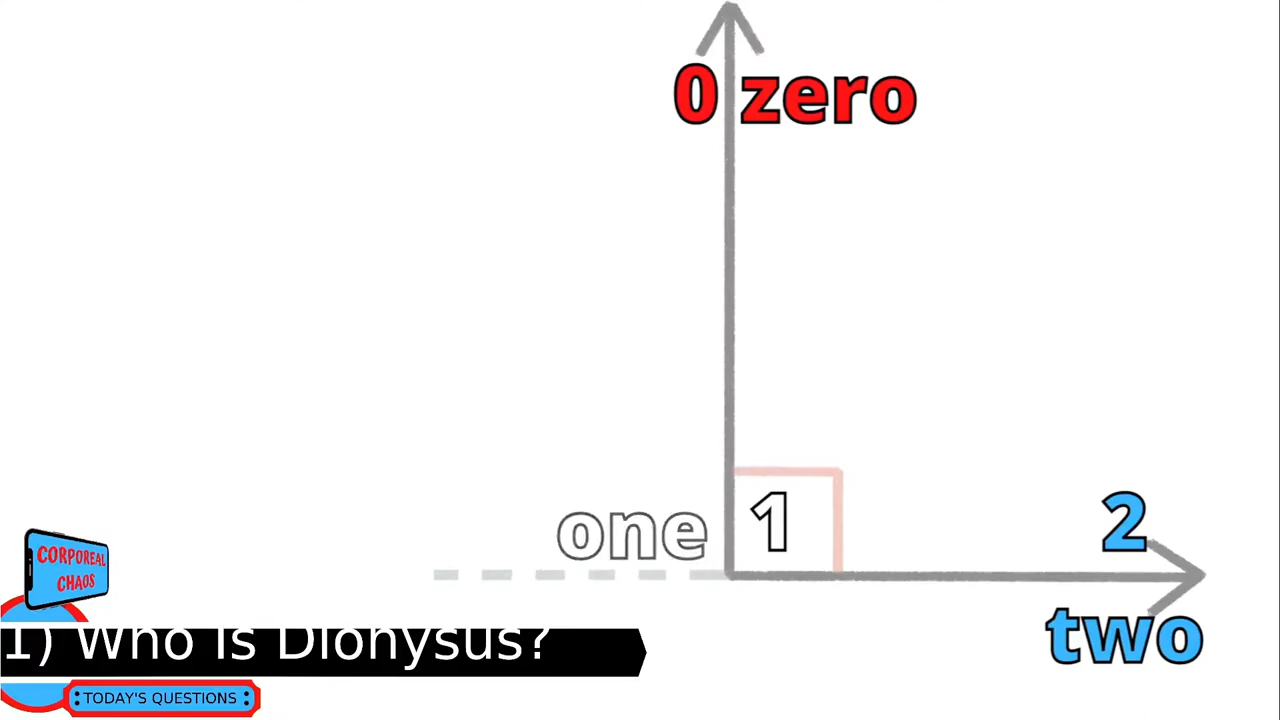 0 zero
one
1
2
two
CORPOREAL
CHAOS
1) Who Is Dionysus?
TODAY'S QUESTIONS